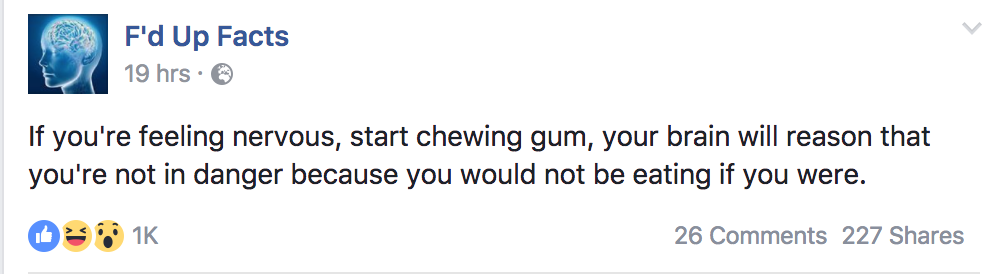 F'd Up Facts
19 hrs ·
If you're feeling nervous, start chewing gum, your brain will reason that
you're not in danger because you would not be eating if you were.
1K 26 Comments 227 Shares